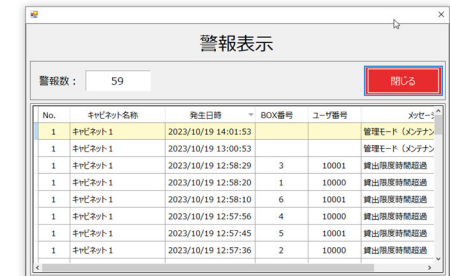 警報表示
警報数： 59 閉じる
No. キャビネット名称 発生日時 BOX番号 ユーザ番号 メッセー
1 キャビネット1 2023/10/19 14:01:53 管理モード（メンテナン
1 キャビネット1 2023/10/19 13:00:53 管理モード（メンテナン
1 キャビネット1 2023/10/19 12:58:29 3 10001 貸出限度時間超過
1 キャビネット1 2023/10/19 12:58:20 1 10000 貸出限度時間超過
1 キャビネット1 2023/10/19 12:58:10 6 10001 貸出限度時間超過
1 キャビネット1 2023/10/19 12:57:56 4 10000 貸出限度時間超過
1 キャビネット1 2023/10/19 12:57:45 5 10001 貸出限度時間超過
1 キャビネット1 2023/10/19 12:57:36 2 10000 貸出限度時間超過